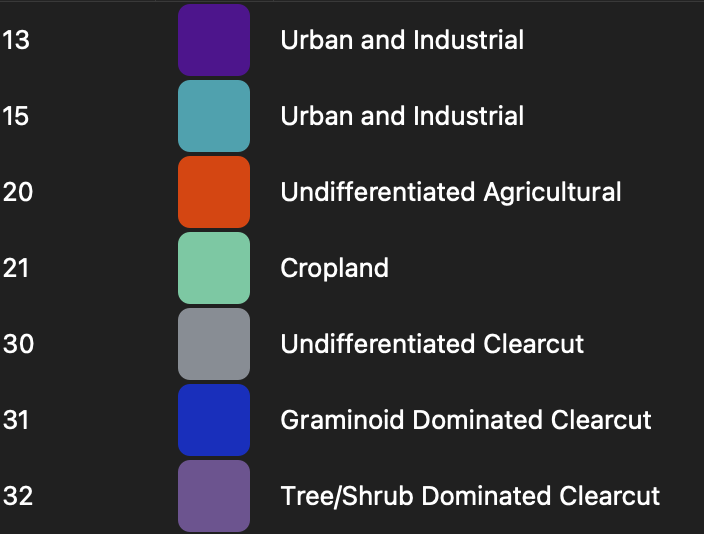 13 Urban and Industrial
15 Urban and Industrial
20 Undifferentiated Agricultural
21 Cropland
30 Undifferentiated Clearcut
31 Graminoid Dominated Clearcut
32 Tree/Shrub Dominated Clearcut